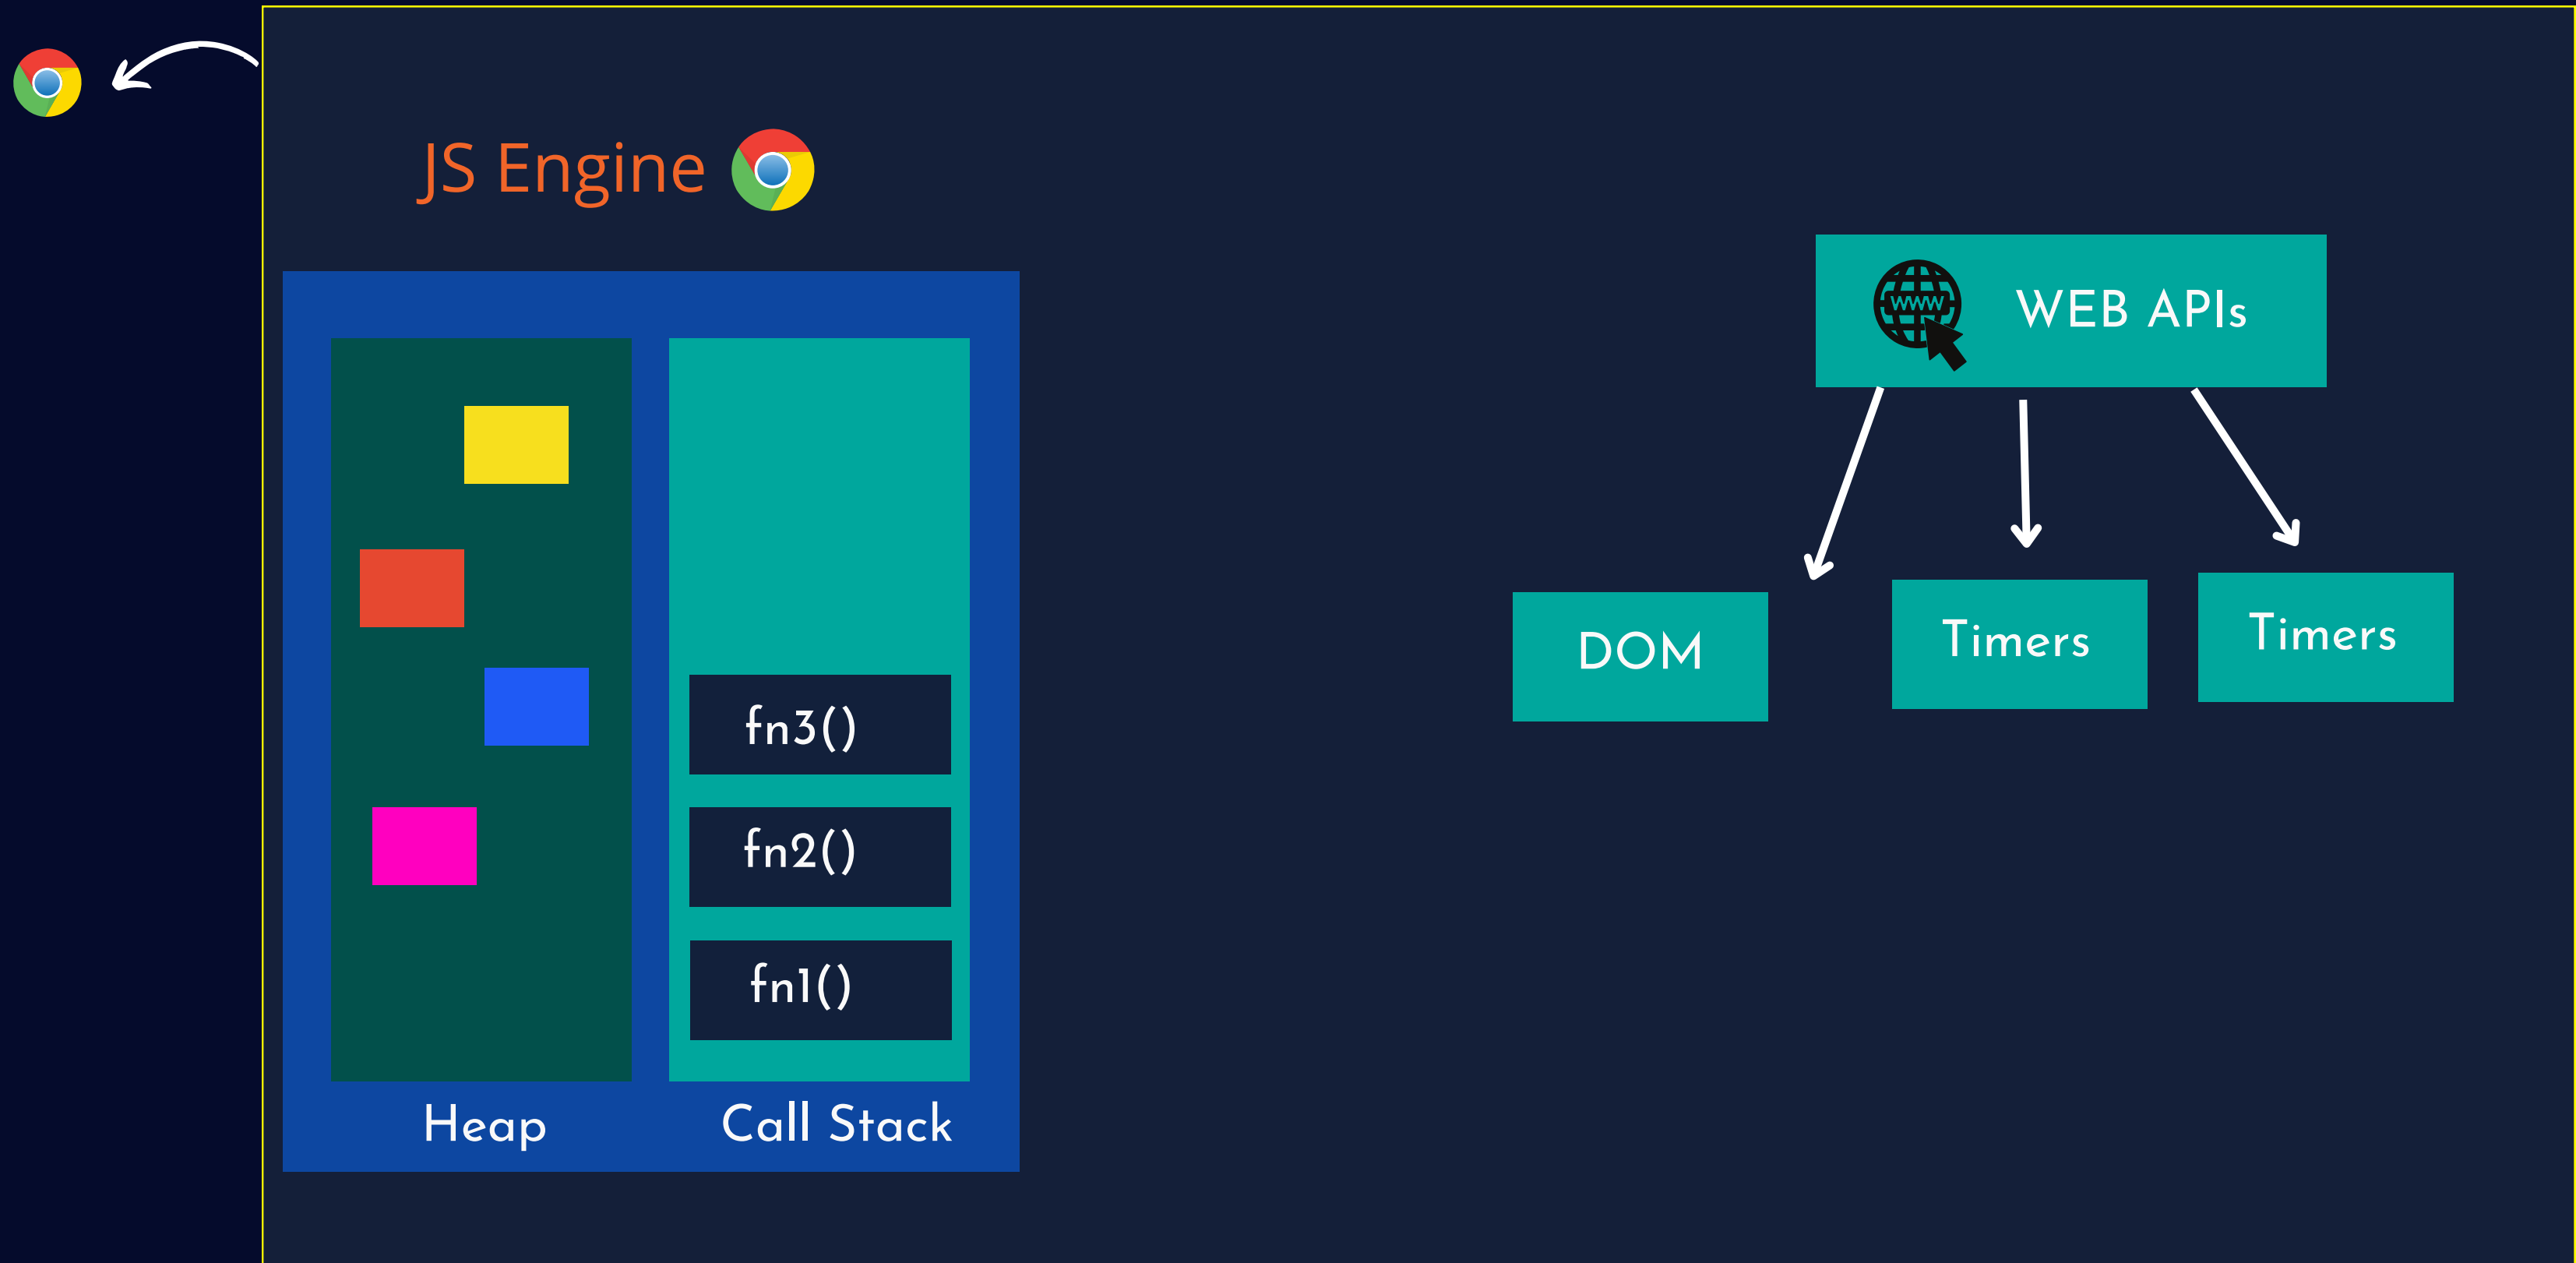 JS Engine
WWW
WEB APIs
DOM
Timers
Timers
fn3()
fn2()
fn1()
Heap
Call Stack